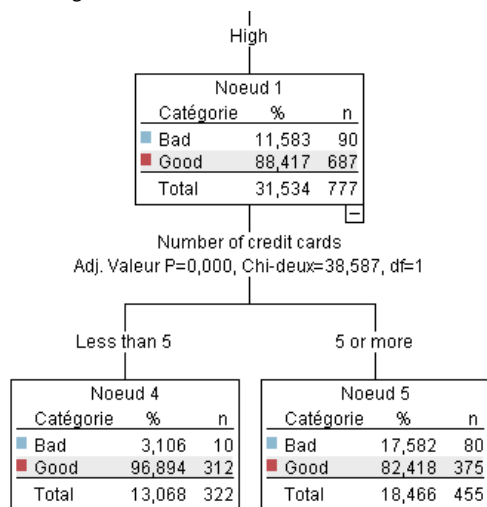 High
Noeud 1
Catégorie % n
Bad 11,583 90
Good 88,417 687
Total 31,534 777
Number of credit cards
Adj. Valeur P=0,000, Chi-deux=38,587, df=1
Less than 5 5 or more
Noeud 4 Noeud 5
Catégorie % n Catégorie % n
Bad 3,106 10 Bad 17,582 80
Good 96,894 312 Good 82,418 375
Total 13,068 322 Total 18,466 455